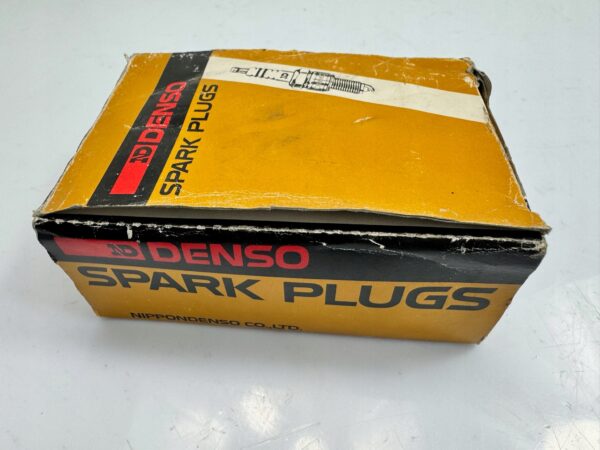 ND DENSO
SPARK PLUGS
ND DENSO
SPARK PLUGS
NIPPONDENSO CO.,LTD.